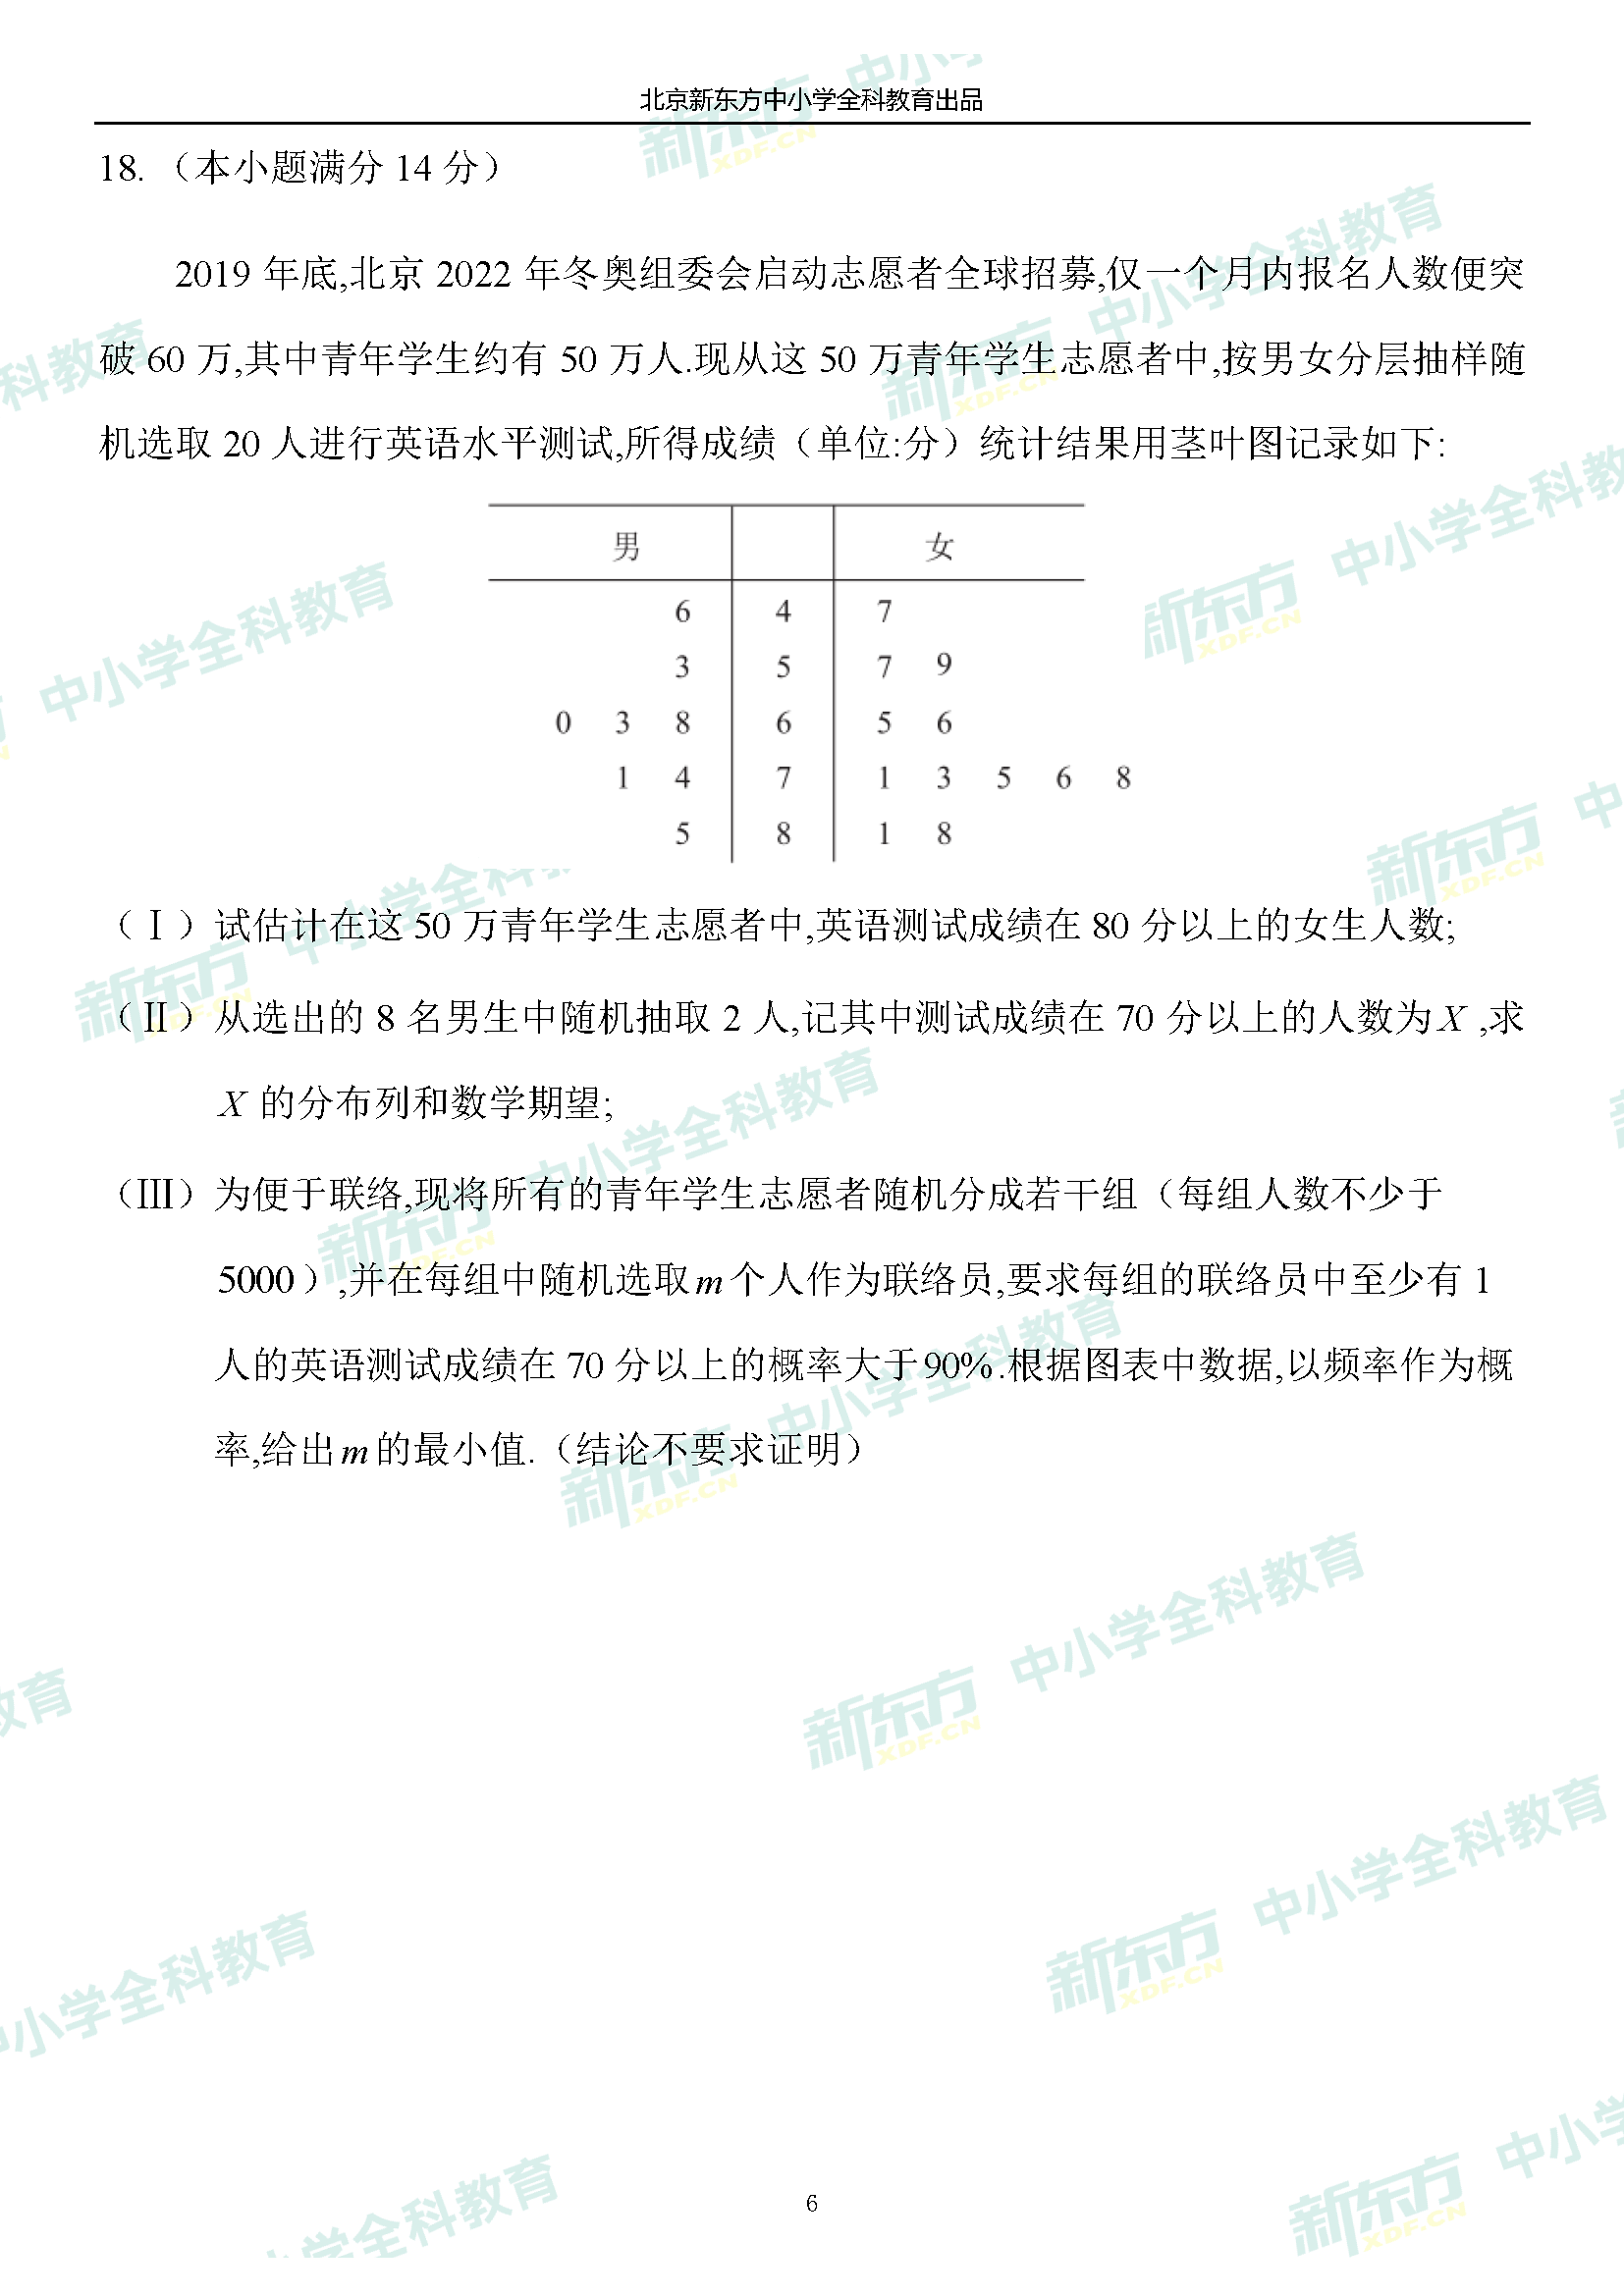 北京新东方中小学全科教育出品
18. （本小题满分 14 分）
2019 年底,北京 2022 年冬奥组委会启动志愿者全球招募,仅一个月内报名人数便突
破 60 万,其中青年学生约有 50 万人.现从这 50 万青年学生志愿者中,按男女分层抽样随
机选取 20 人进行英语水平测试,所得成绩（单位:分）统计结果用茎叶图记录如下:
男 女
6 4 7
3 5 7 9
0 3 8 6 5 6
1 4 7 1 3 5 6 8
5 8 1 8
（Ⅰ）试估计在这 50 万青年学生志愿者中,英语测试成绩在 80 分以上的女生人数;
（Ⅱ）从选出的 8 名男生中随机抽取 2 人,记其中测试成绩在 70 分以上的人数为 X ,求
X 的分布列和数学期望;
（Ⅲ）为便于联络,现将所有的青年学生志愿者随机分成若干组（每组人数不少于
5000）,并在每组中随机选取 m 个人作为联络员,要求每组的联络员中至少有 1
人的英语测试成绩在 70 分以上的概率大于 90% .根据图表中数据,以频率作为概
率,给出 m 的最小值.（结论不要求证明）
6
新东方 XDF.CN 中小学全科教育